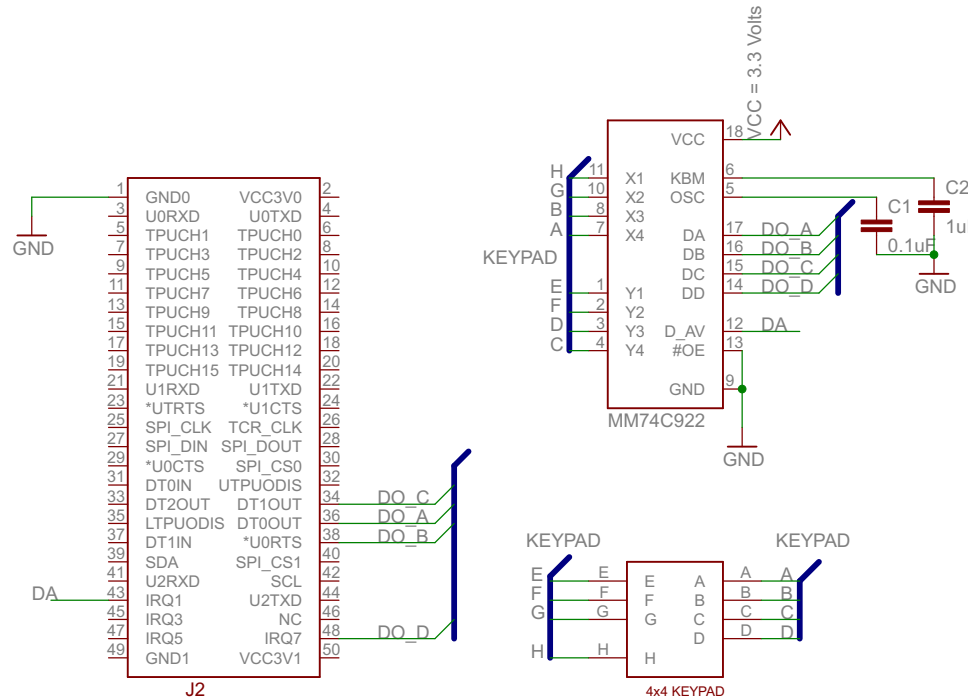 VCC = 3.3 Volts
18
VCC
H 11 X1 KBM 6
G 10 X2 OSC 5
C2
B 8 X3
C1
1u
A 7 X4 DA 17 DO_A
0.1uF
DB 16 DO_B
KEYPAD
DC 15 DO_C
DD 14 DO_D
GND
E 1 Y1
F 2 Y2
D 3 Y3 D_AV 12 DA
C 4 Y4 #OE 13
GND 9
MM74C922
GND
1 GND0 VCC3V0 2
3 U0RXD U0TXD 4
GND
5 TPUCH1 TPUCH0 6
7 TPUCH3 TPUCH2 8
9 TPUCH5 TPUCH4 10
11 TPUCH7 TPUCH6 12
13 TPUCH9 TPUCH8 14
15 TPUCH11 TPUCH10 16
17 TPUCH13 TPUCH12 18
19 TPUCH15 TPUCH14 20
21 U1RXD U1TXD 22
23 *UTRTS *U1CTS 24
25 SPI_CLK TCR_CLK 26
27 SPI_DIN SPI_DOUT 28
29 *U0CTS SPI_CS0 30
31 DT0IN UTPUODIS 32
33 DT2OUT DT1OUT 34 DO_C
35 LTPUODIS DT0OUT 36 DO_A
37 DT1IN *U0RTS 38 DO_B
39 SDA SPI_CS1 40
41 U2RXD SCL 42
DA 43 IRQ1 U2TXD 44
45 IRQ3 NC 46
47 IRQ5 IRQ7 48 DO_D
49 GND1 VCC3V1 50
J2
KEYPAD KEYPAD
E E E A A A
F F F B B B
G G G C C C
D D D
H H H
4x4 KEYPAD